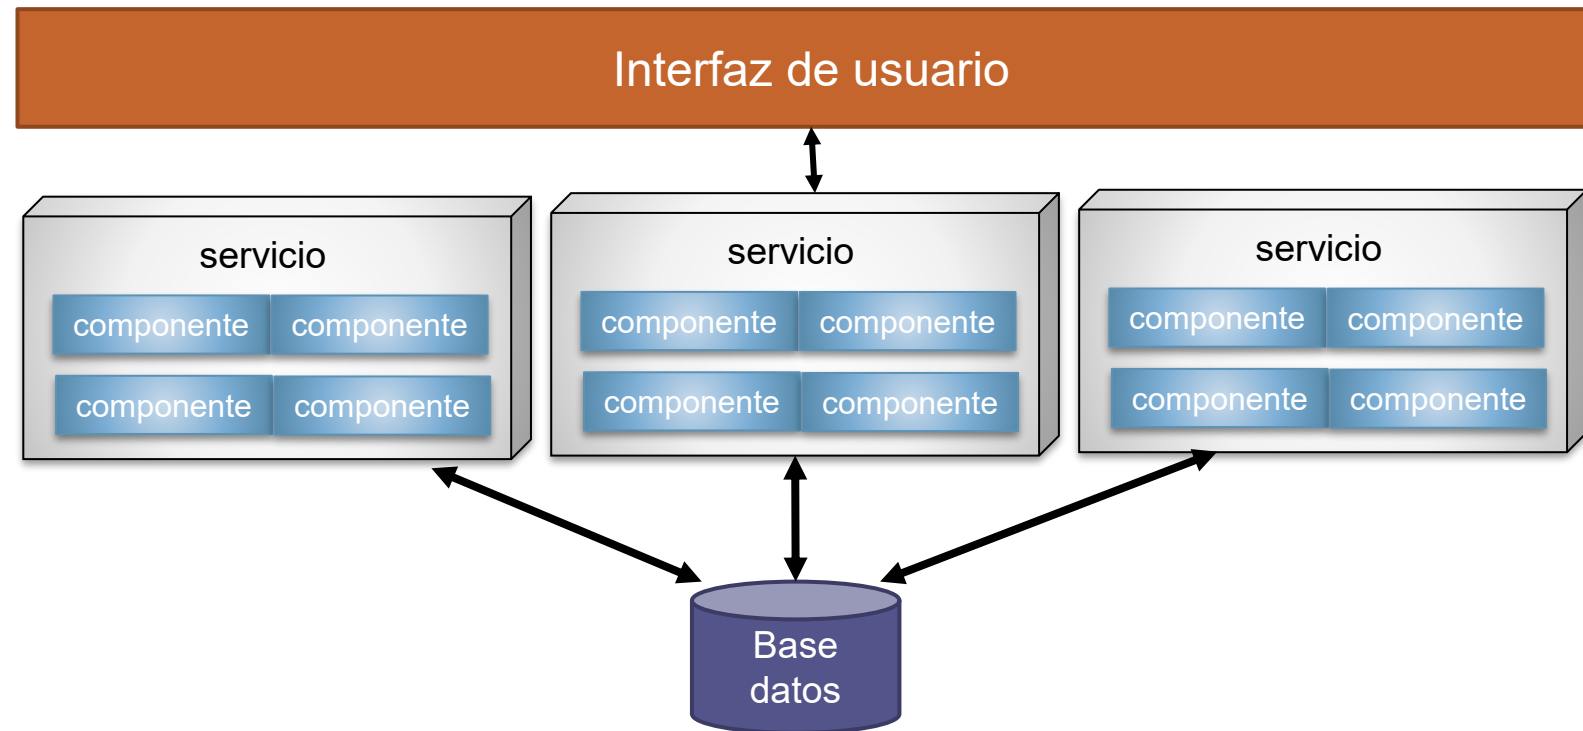 Interfaz de usuario
servicio
componente componente
componente componente
servicio
componente componente
componente componente
servicio
componente componente
componente componente
Base
datos